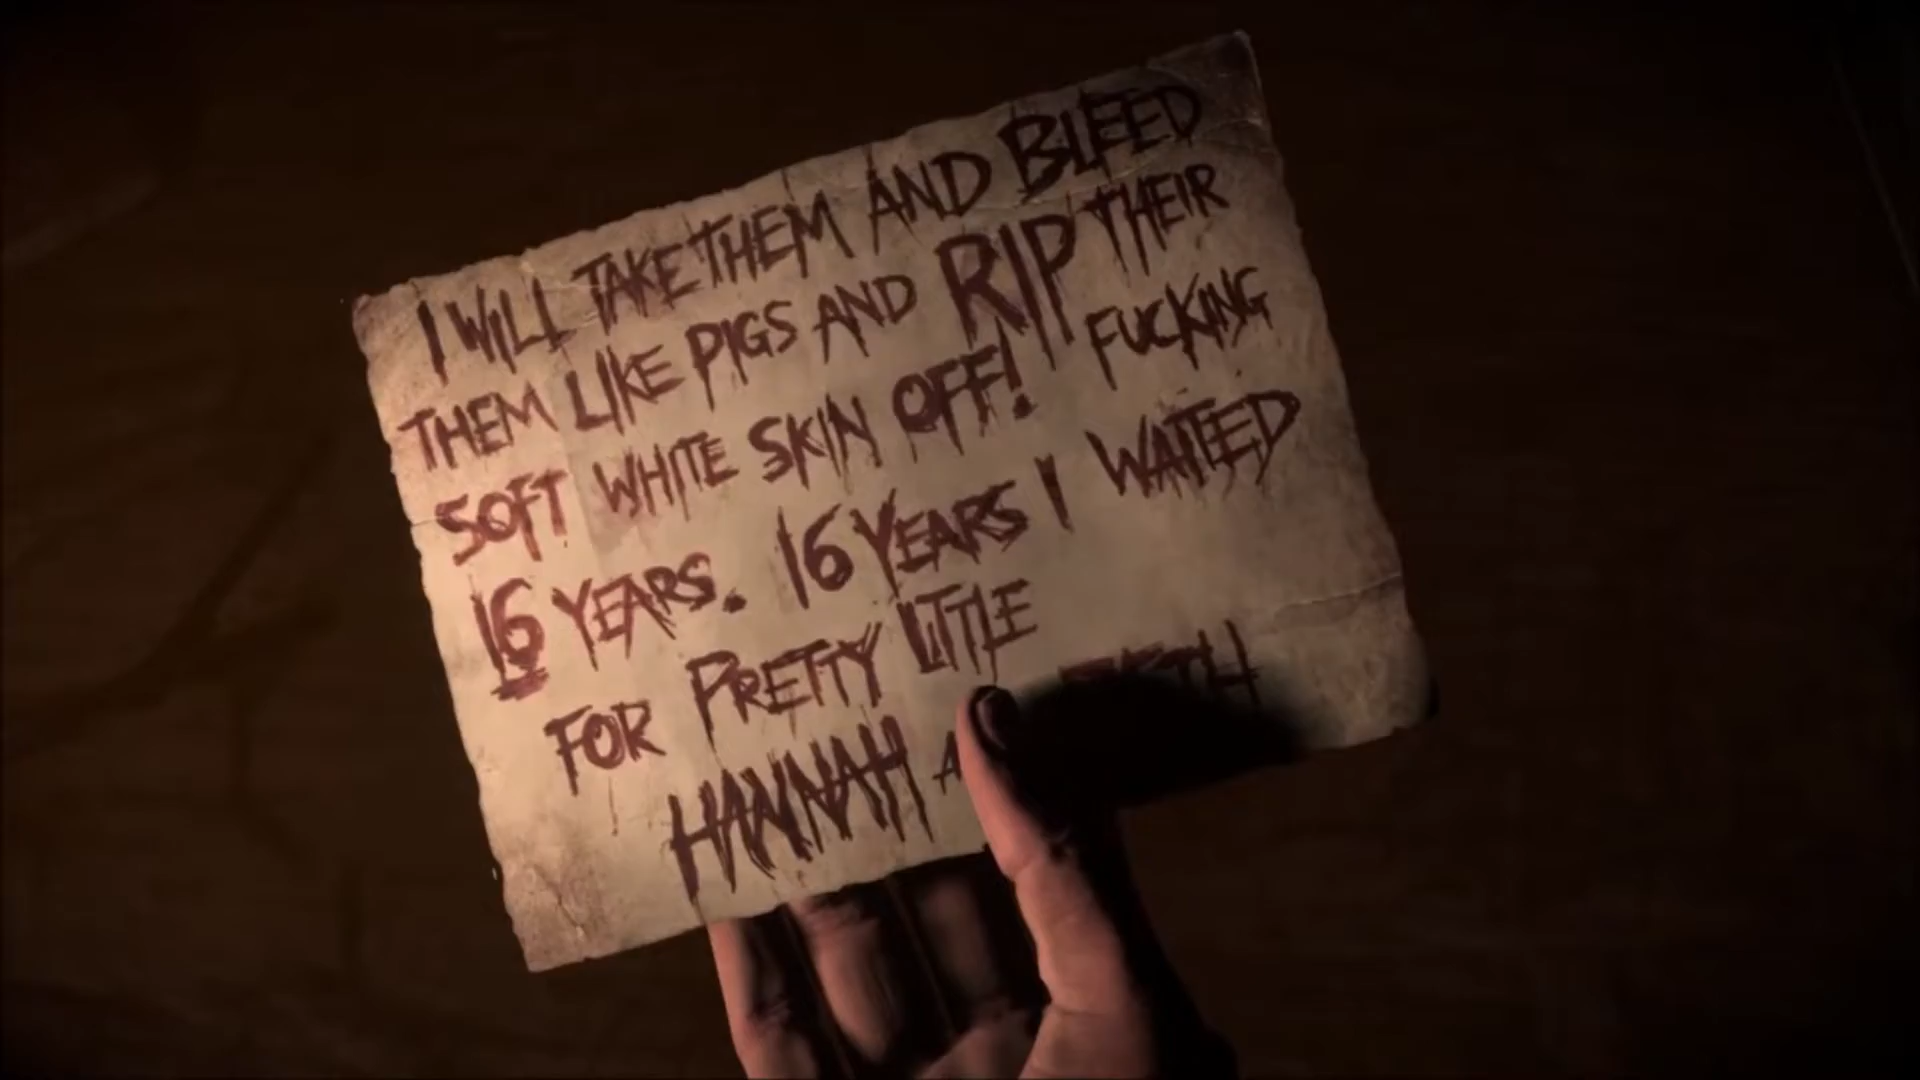 I WILL TAKE THEM AND BLEED
THEM LIKE PIGS AND RIP THEIR
SOFT WHITE SKIN OFF! FUCKING
16 YEARS. 16 YEARS I WAITED
FOR PRETTY LITTLE
HANNAH